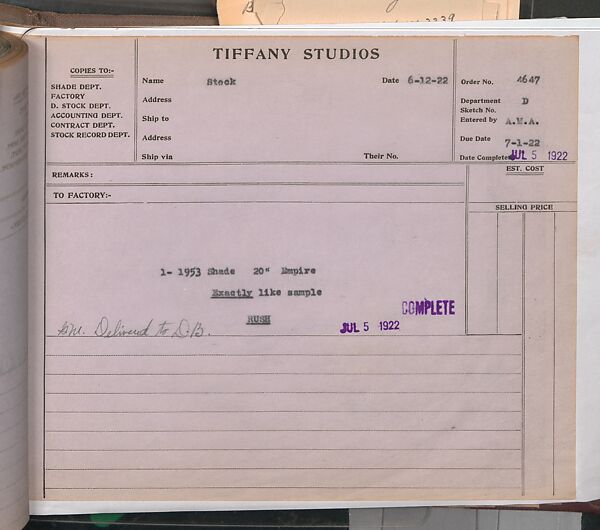 2239
TIFFANY STUDIOS
COPIES TO:-
SHADE DEPT.
FACTORY
D. STOCK DEPT.
ACCOUNTING DEPT.
CONTRACT DEPT.
STOCK RECORD DEPT.
Name Stock Date 6-12-22
Address
Ship to
Address
Ship via Their No.
Order No. 4647
Department D
Sketch No.
Entered by A.M.A.
Due Date 7-1-22
Date Completed JUL 5 1922
REMARKS:
EST. COST
TO FACTORY:-
SELLING PRICE
1- 1953 Shade 20" Empire
Exactly like sample
RUSH
COMPLETE
JUL 5 1922
Delivered to D.B.